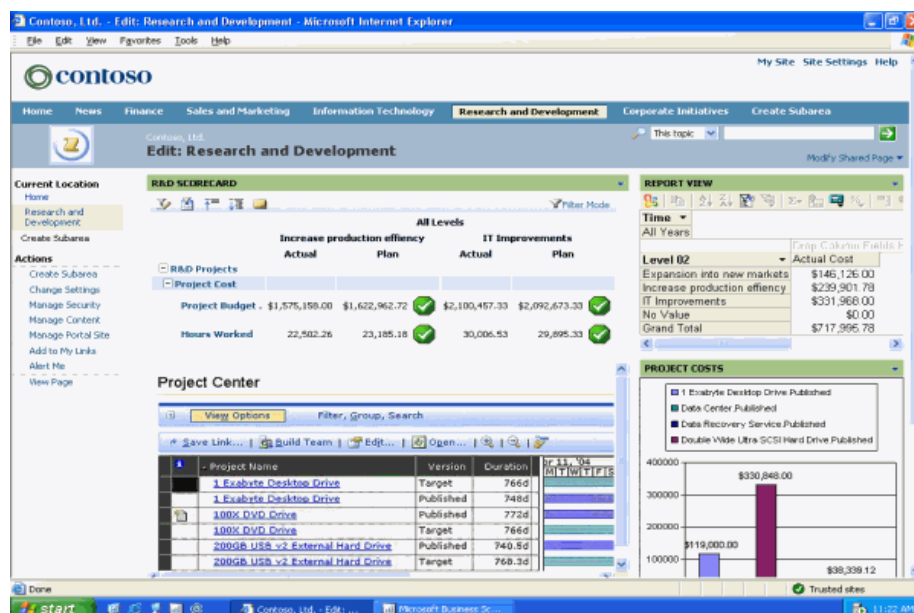 Contoso, Ltd. - Edit: Research and Development - Microsoft Internet Explorer
File Edit View Favorites Tools Help
My Site Site Settings Help
contoso
Home News Finance Sales and Marketing Information Technology Research and Development Corporate Initiatives Create Subarea
Contoso, Ltd.
Edit: Research and Development
This topic
Modify Shared Page
Current Location
Home
Research and
Development
Create Subarea
Actions
Create Subarea
Change Settings
Manage Security
Manage Content
Manage Portal Site
Add to My Links
Alert Me
View Page
R&D SCORECARD
Filter Mode
All Levels
Increase production effiency IT Improvements
Actual Plan Actual Plan
R&D Projects
Project Cost
Project Budget . $1,575,158.00 $1,622,962.72 $2,100,457.33 $2,092,673.33
Hours Worked 22,502.26 23,185.18 30,006.53 29,895.33
Project Center
View Options Filter, Group, Search
Save Link... | Build Team | Edit... | Open... |
Project Name Version Duration 11, '04
M T W T F S
1 Exabyte Desktop Drive Target 766d
1 Exabyte Desktop Drive Published 748d
100X DVD Drive Published 772d
100X DVD Drive Target 766d
200GB USB v2 External Hard Drive Published 740.5d
200GB USB v2 External Hard Drive Target 760.3d
REPORT VIEW
Time
All Years
Drop Column Fields
Level 02 Actual Cost
Expansion into new markets $146,126.00
Increase production effiency $239,901.78
IT Improvements $331,968.00
No Value $0.00
Grand Total $717,995.78
PROJECT COSTS
1 Exabyte Desktop Drive Published
Data Center Published
Data Recovery Service Published
Double Wide Ultra SCSI Hard Drive Published
400000
$330,848.00
300000
200000
$119,000.00
100000
$38,339.12
Done Trusted sites
start Contoso, Ltd. - Edit: ... Microsoft Business Sc... 11:22 AM